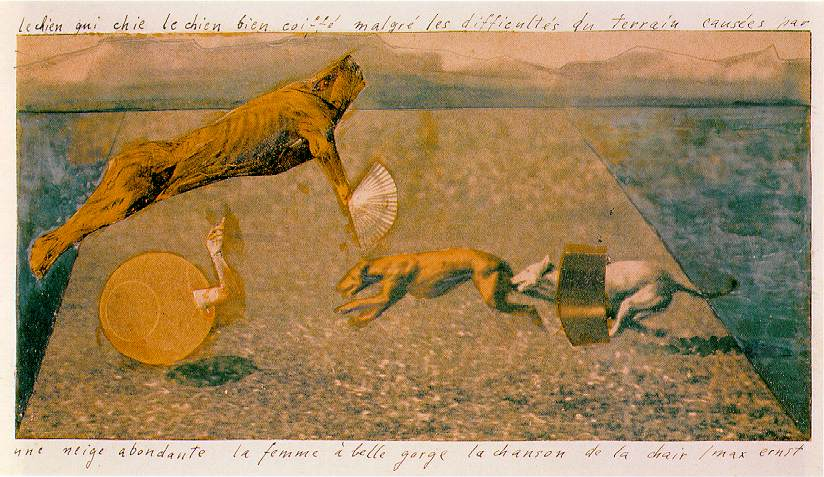 le chien qui chie le chien bien coiffé malgré les difficultés du terrain causées par
une neige abondante la femme à belle gorge la chanson de la chair / max ernst